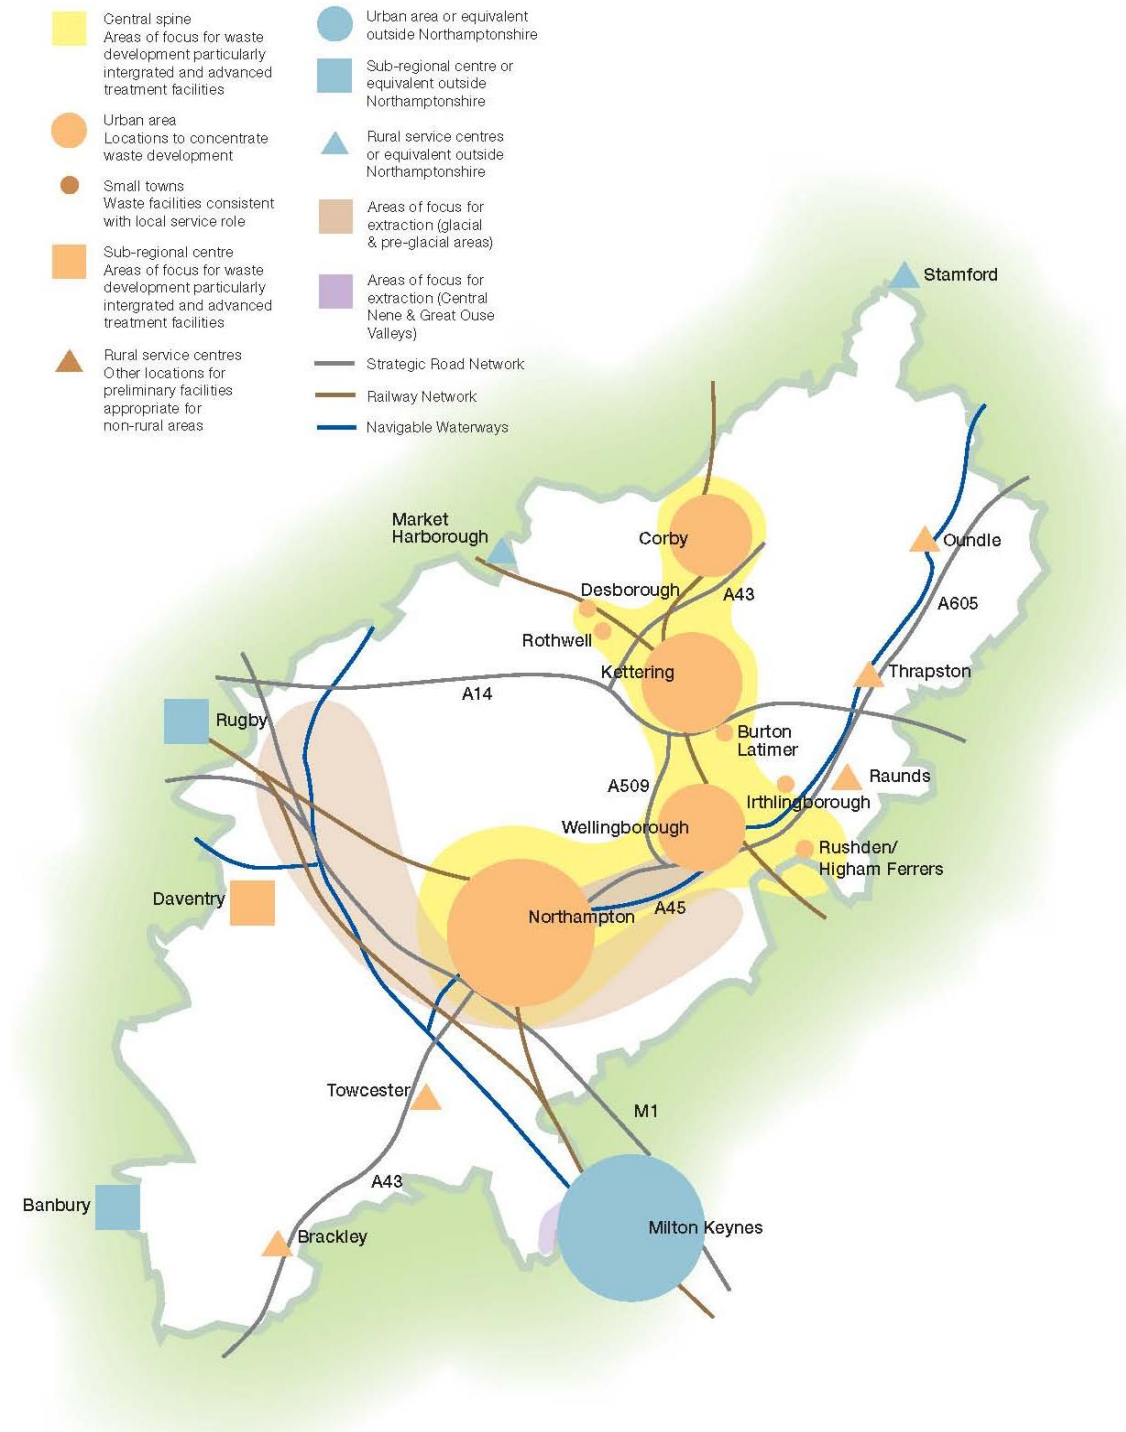 Central spine
Areas of focus for waste
development particularly
intergrated and advanced
treatment facilities
Urban area
Locations to concentrate
waste development
Small towns
Waste facilities consistent
with local service role
Sub-regional centre
Areas of focus for waste
development particularly
intergrated and advanced
treatment facilities
Rural service centres
Other locations for
preliminary facilities
appropriate for
non-rural areas
Urban area or equivalent
outside Northamptonshire
Sub-regional centre or
equivalent outside
Northamptonshire
Rural service centres
or equivalent outside
Northamptonshire
Areas of focus for
extraction (glacial
& pre-glacial areas)
Areas of focus for
extraction (Central
Nene & Great Ouse
Valleys)
Strategic Road Network
Railway Network
Navigable Waterways
Stamford
Market
Harborough
Corby
Oundle
Desborough
A43
A605
Rothwell
Kettering
Thrapston
A14
Rugby
Burton
Latimer
Raunds
A509
Irthlingborough
Wellingborough
Rushden/
Higham Ferrers
Daventry
Northampton
A45
Towcester
M1
A43
Banbury
Milton Keynes
Brackley